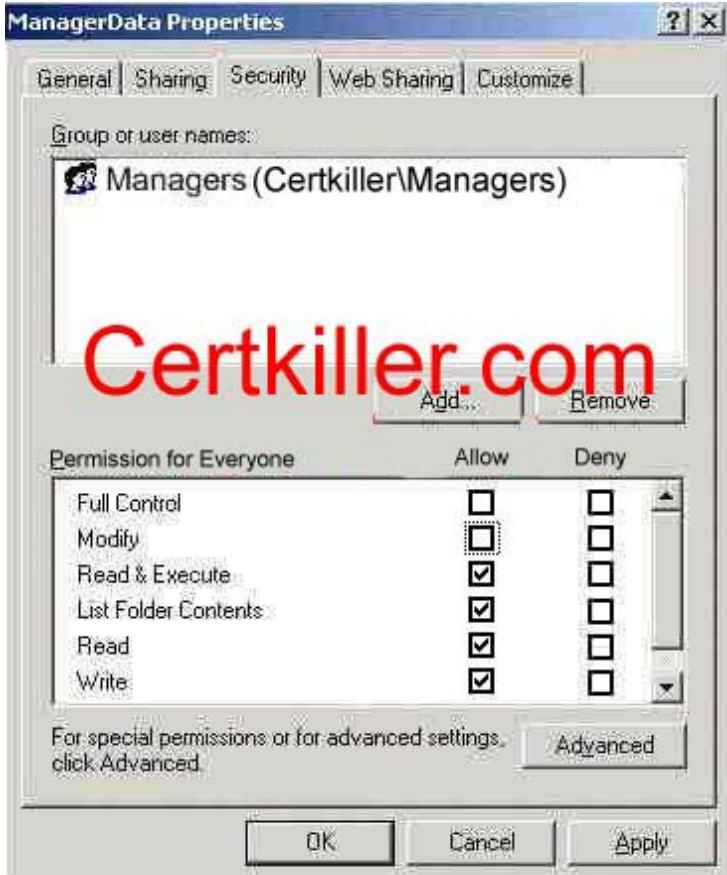 ManagerData Properties
General Sharing Security Web Sharing Customize
Group or user names:
Managers (Certkiller\Managers)
Certkiller.com
Add... Remove
Permission for Everyone Allow Deny
Full Control
Modify
Read & Execute
List Folder Contents
Read
Write
For special permissions or for advanced settings,
click Advanced.
Advanced
OK Cancel Apply